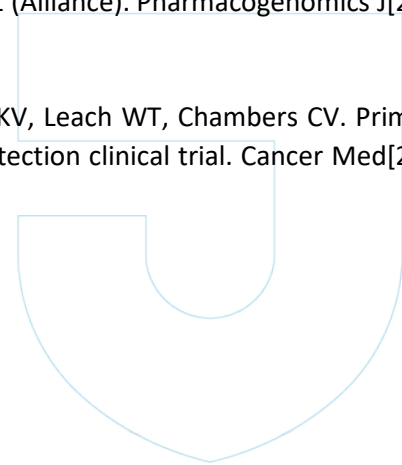 (Alliance). Pharmacogenomics J[2
KV, Leach WT, Chambers CV. Prim
tection clinical trial. Cancer Med[2